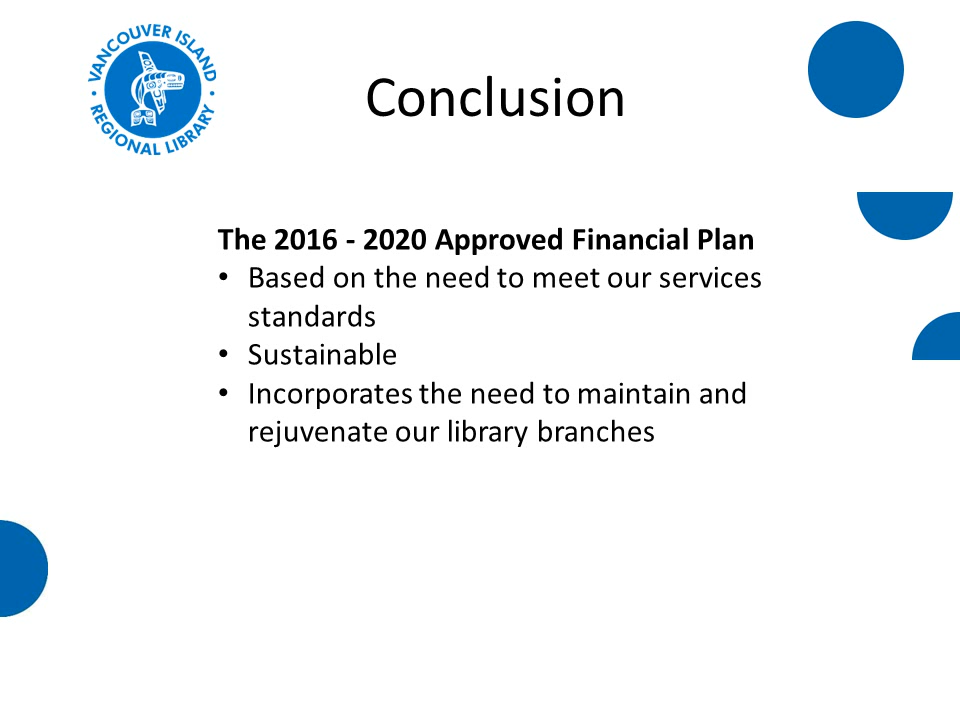 VANCOUVER ISLAND
• REGIONAL LIBRARY •
Conclusion
The 2016 - 2020 Approved Financial Plan
• Based on the need to meet our services
standards
• Sustainable
• Incorporates the need to maintain and
rejuvenate our library branches